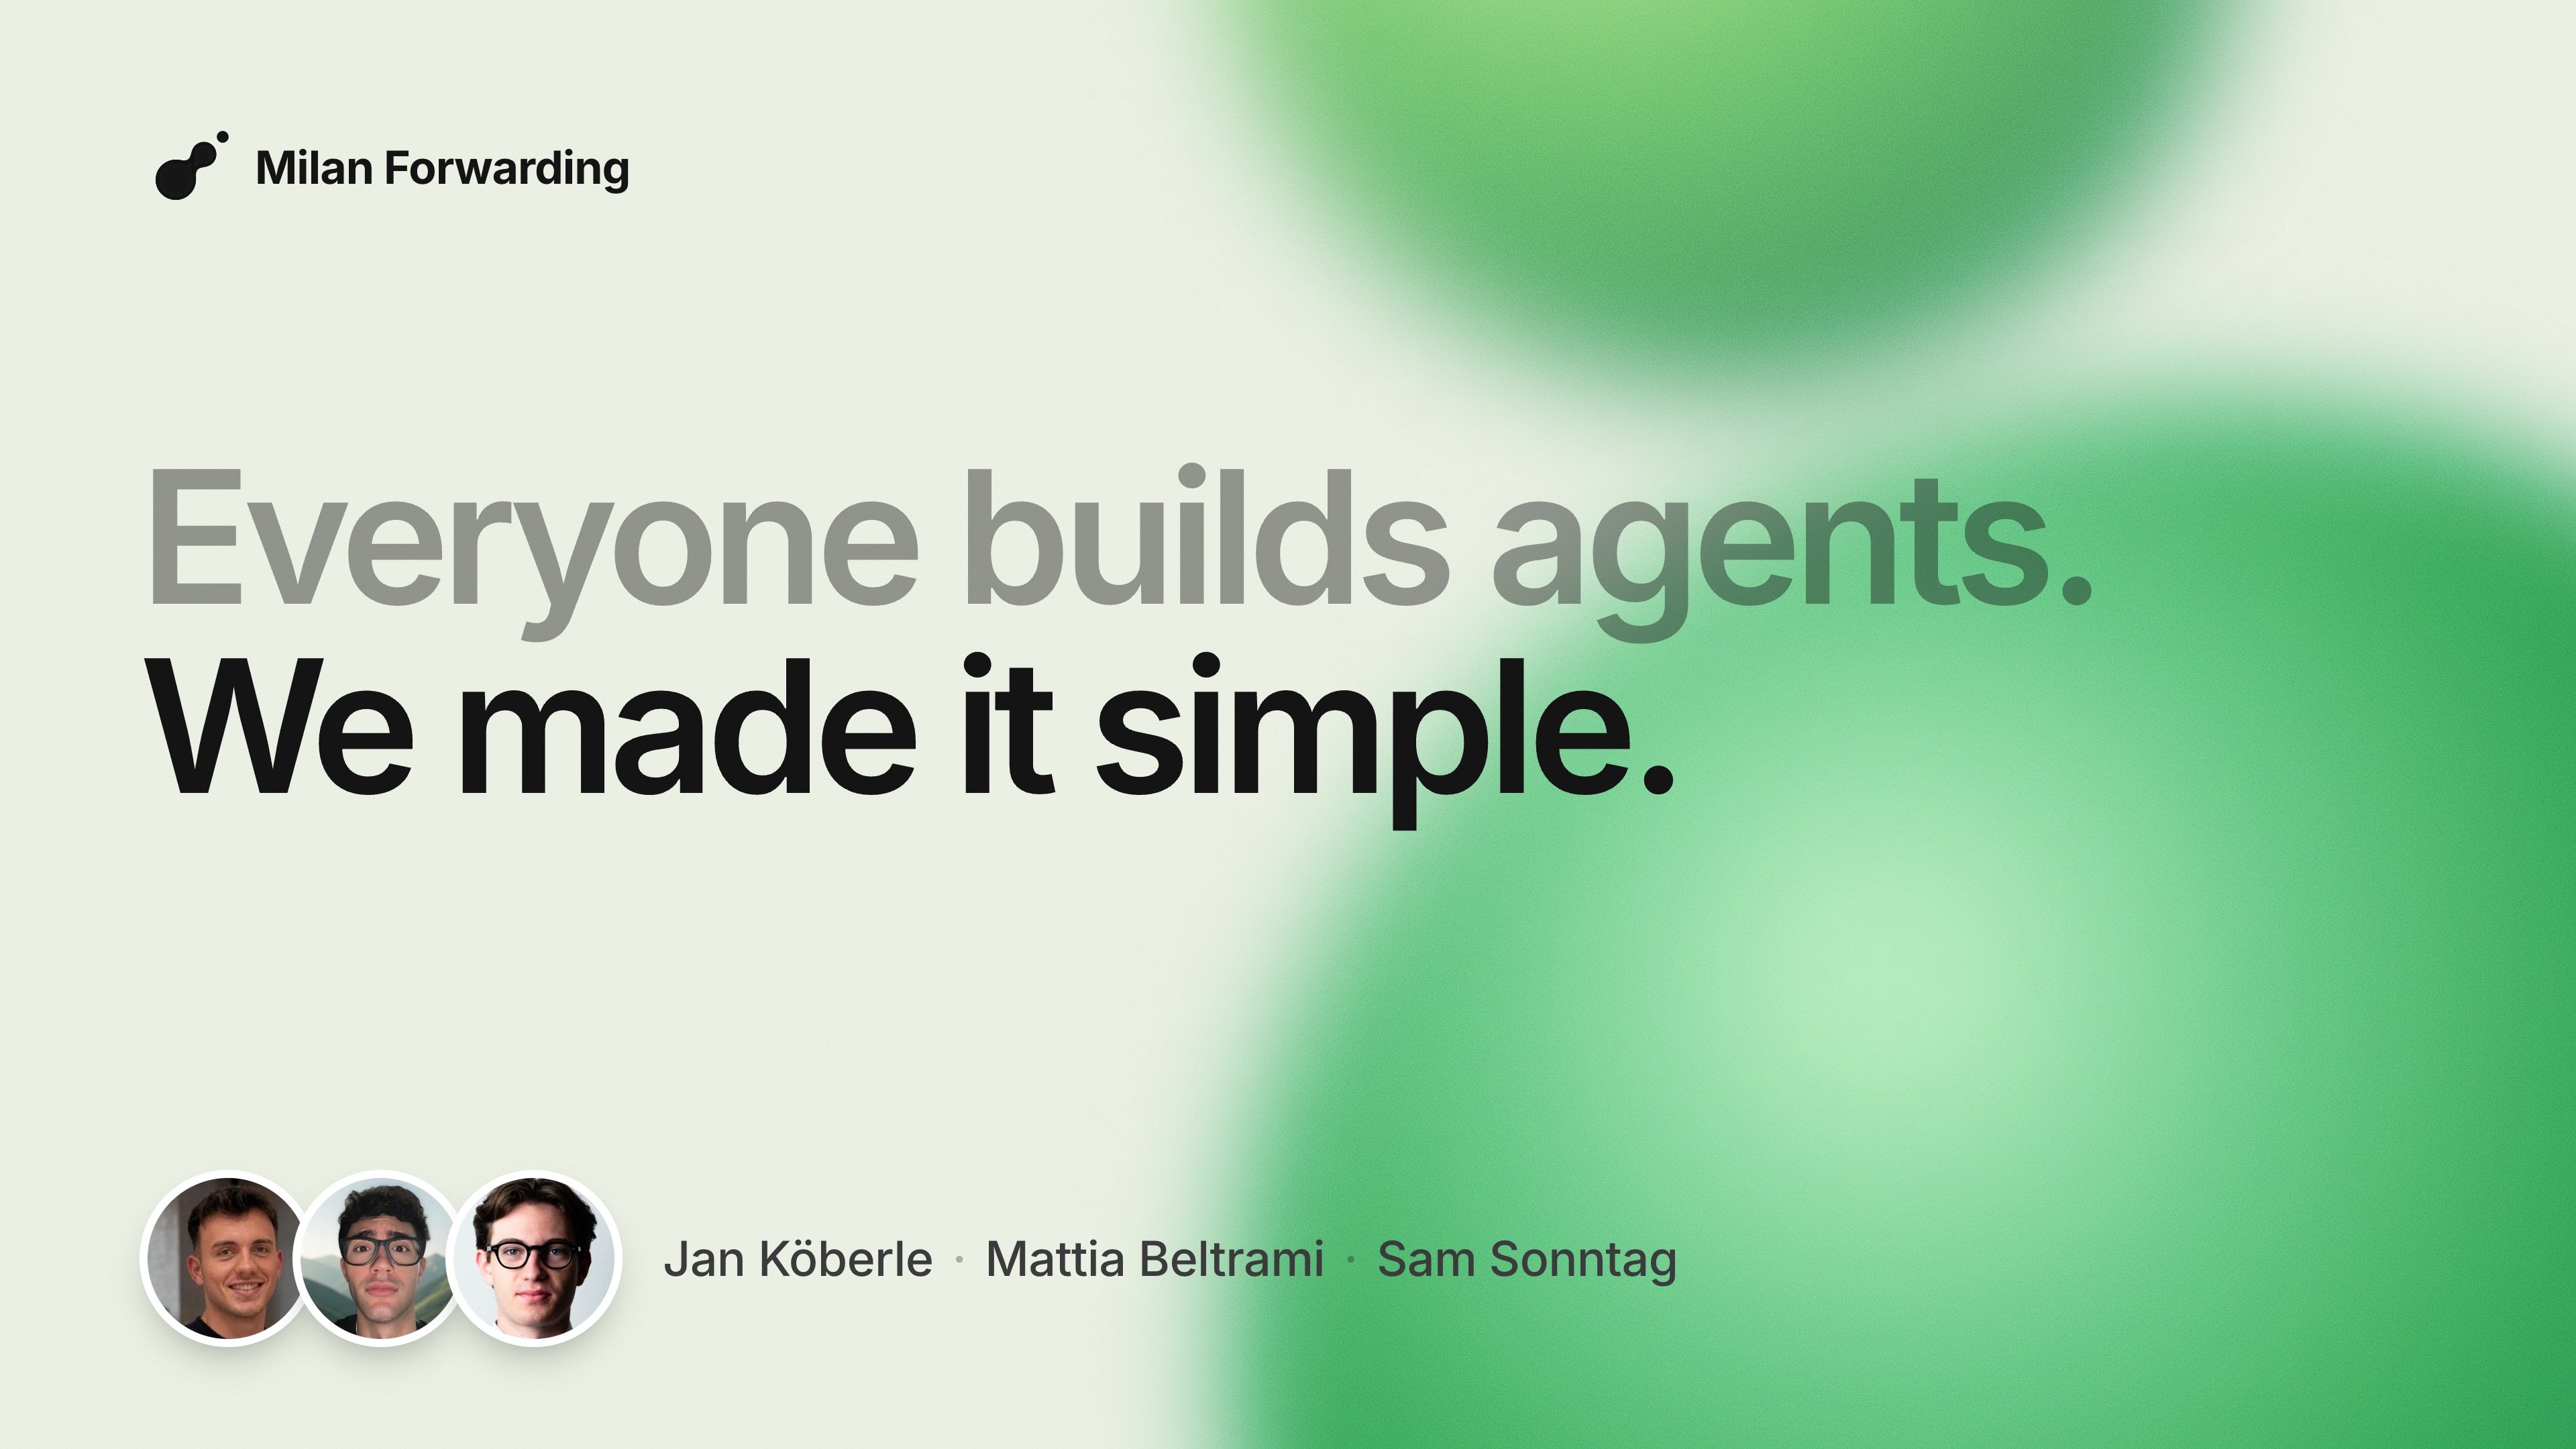 Milan Forwarding
Everyone builds agents.
We made it simple.
Jan Köberle · Mattia Beltrami · Sam Sonntag